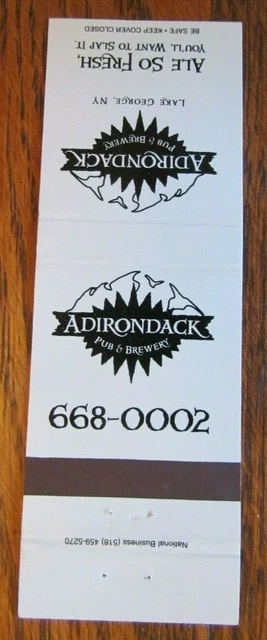 BE SAFE • KEEP COVER CLOSED
ALE SO FRESH,
YOU'LL WANT TO SLAP IT.
LAKE GEORGE, NY
ADIRONDACK
PUB & BREWERY
ADIRONDACK
PUB & BREWERY
668-0002
National Business (518) 459-5270